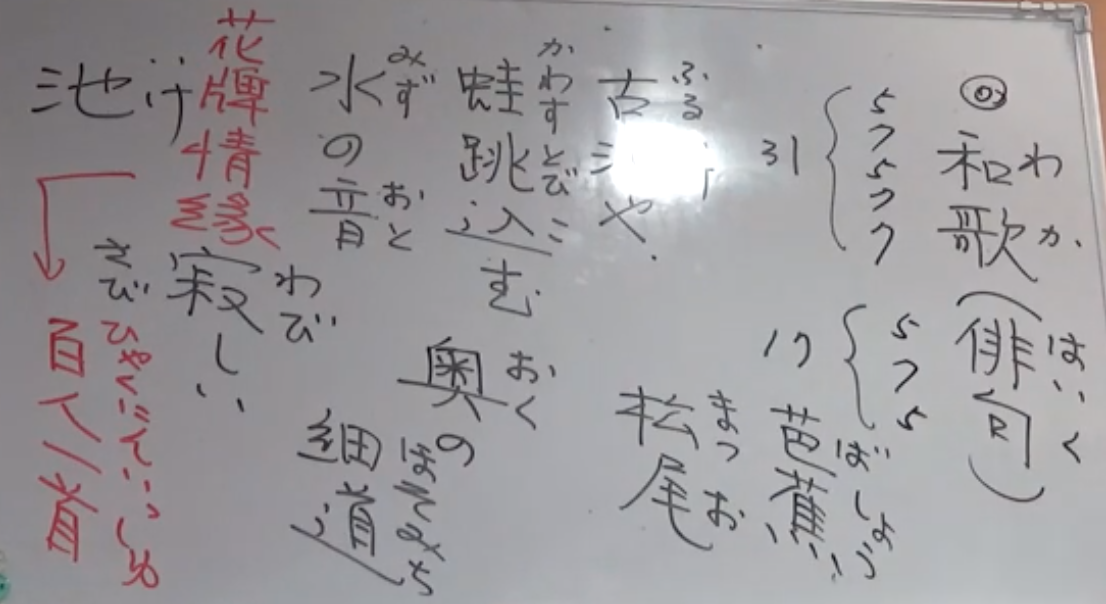 和歌(俳句)
わか はいく
5
7
5
7
7
31
5
7
5
17
芭蕉
ばしょう
松尾
まつお
古
ふる
や
蛙跳込む
かわず とびこ
水の音
みず おと
奥の
おく
細道
ほそみち
花牌情缘
池
いけ
寂しい
わび
さび
百人一首
ひゃくにんいっしゅ